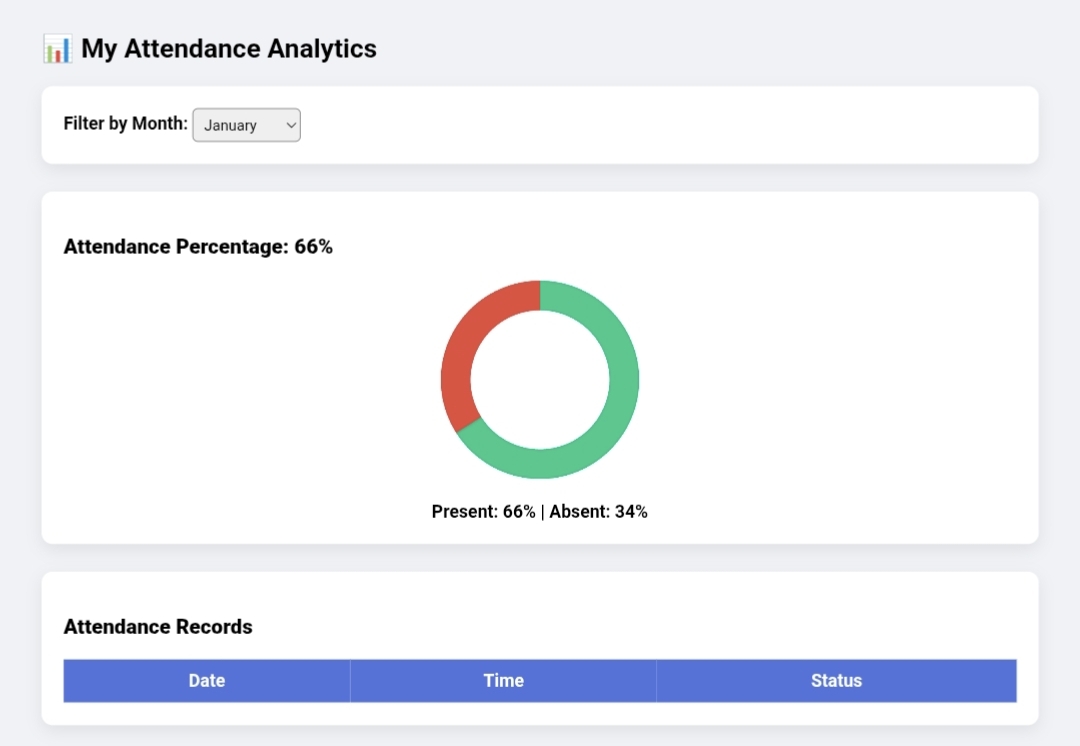 📊 My Attendance Analytics
Filter by Month: January
Attendance Percentage: 66%
Present: 66% | Absent: 34%
Attendance Records
Date Time Status